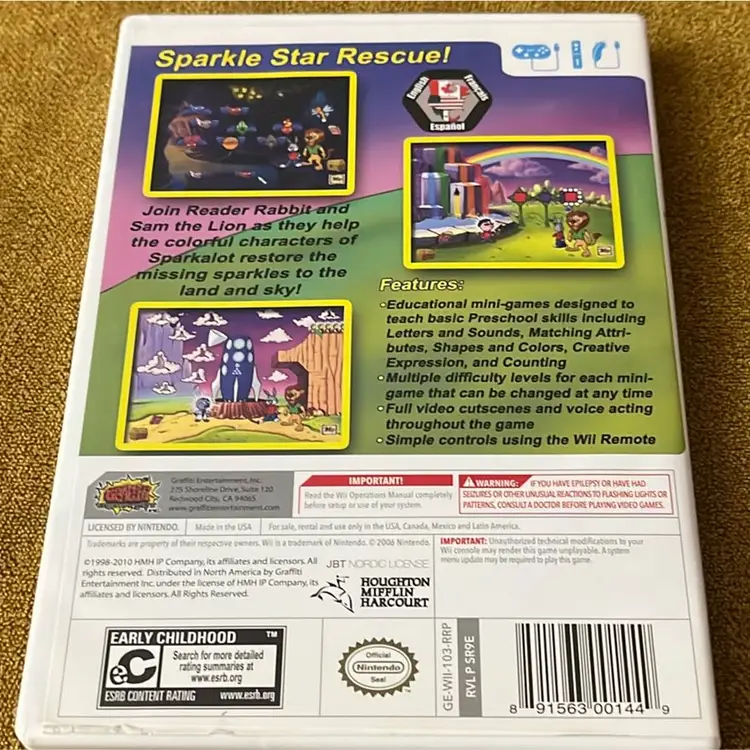 Sparkle Star Rescue!
English
Français
Español
Join Reader Rabbit and
Sam the Lion as they help
the colorful characters of
Sparkalot restore the
missing sparkles to the
land and sky!
Features:
•Educational mini-games designed to
teach basic Preschool skills including
Letters and Sounds, Matching Attri-
butes, Shapes and Colors, Creative
Expression, and Counting
•Multiple difficulty levels for each mini-
game that can be changed at any time
•Full video cutscenes and voice acting
throughout the game
•Simple controls using the Wii Remote
GRAFFITI
Graffiti Entertainment, Inc.
275 Shoreline Drive, Suite 120
Redwood City, CA 94065
www.graffitientertainment.com
IMPORTANT!
Read the Wii Operations Manual completely
before setup or use of your system.
WARNING: IF YOU HAVE EPILEPSY OR HAVE HAD
SEIZURES OR OTHER UNUSUAL REACTIONS TO FLASHING LIGHTS OR
PATTERNS, CONSULT A DOCTOR BEFORE PLAYING VIDEO GAMES.
LICENSED BY NINTENDO.
Made in the USA
For sale, rental and use only in the USA, Canada, Mexico and Latin America.
Trademarks are property of their respective owners. Wii is a trademark of Nintendo. © 2006 Nintendo.
IMPORTANT: Unauthorized technical modifications to your
Wii console may render this game unplayable. A system
menu update may be required to play this game.
©1998-2010 HMH IP Company, its affiliates and licensors. All
rights reserved. Distributed in North America by Graffiti
Entertainment Inc. under the license of HMH IP Company, its
affiliates and licensors. All Rights Reserved.
JBT NORDIC LICENSE
HOUGHTON
MIFFLIN
HARCOURT
EARLY CHILDHOOD ™
eC
Search for more detailed
rating summaries at
www.esrb.org
ESRB CONTENT RATING www.esrb.org
Official
Nintendo
Seal
GE-WII-103-RRP
RVL P SR9E
8 91563 00144 9